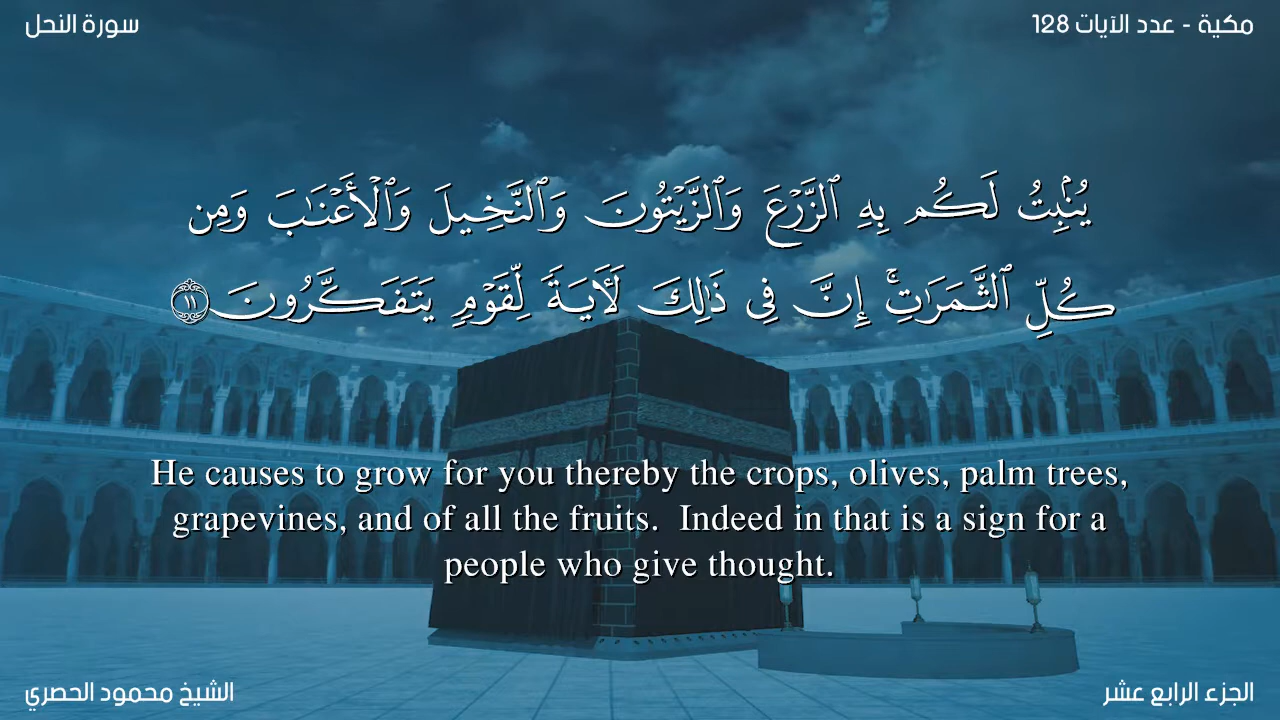 سورة النحل
مكية - عدد الآيات 128
يُنۢبِتُ لَكُم بِهِ ٱلزَّرْعَ وَٱلزَّيْتُونَ وَٱلنَّخِيلَ وَٱلْأَعْنَـٰبَ وَمِن
كُلِّ ٱلثَّمَرَٰتِ ۗ إِنَّ فِى ذَٰلِكَ لَـَٔايَةً لِّقَوْمٍ يَتَفَكَّرُونَ ١١
He causes to grow for you thereby the crops, olives, palm trees,
grapevines, and of all the fruits. Indeed in that is a sign for a
people who give thought.
الشيخ محمود الحصري
الجزء الرابع عشر